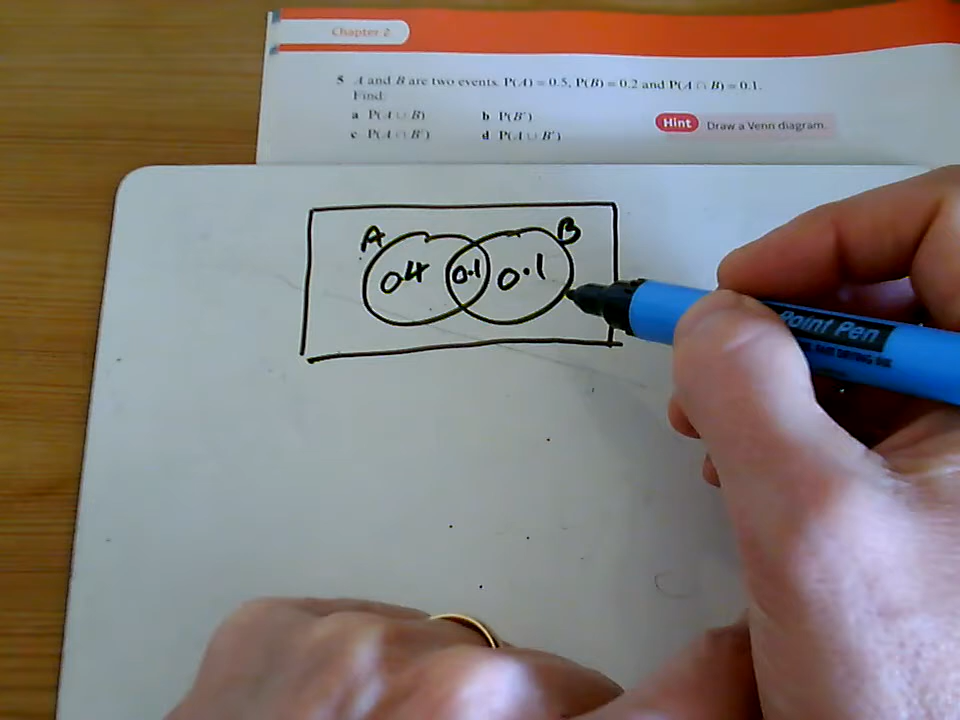 Chapter 2
5 A and B are two events. P(A) = 0.5, P(B) = 0.2 and P(A ∩ B) = 0.1.
Find:
a P(A ∪ B) b P(B′)
c P(A ∩ B′) d P(A ∪ B′)
Hint Draw a Venn diagram.
A B
0.4 0.1 0.1
Point Pen